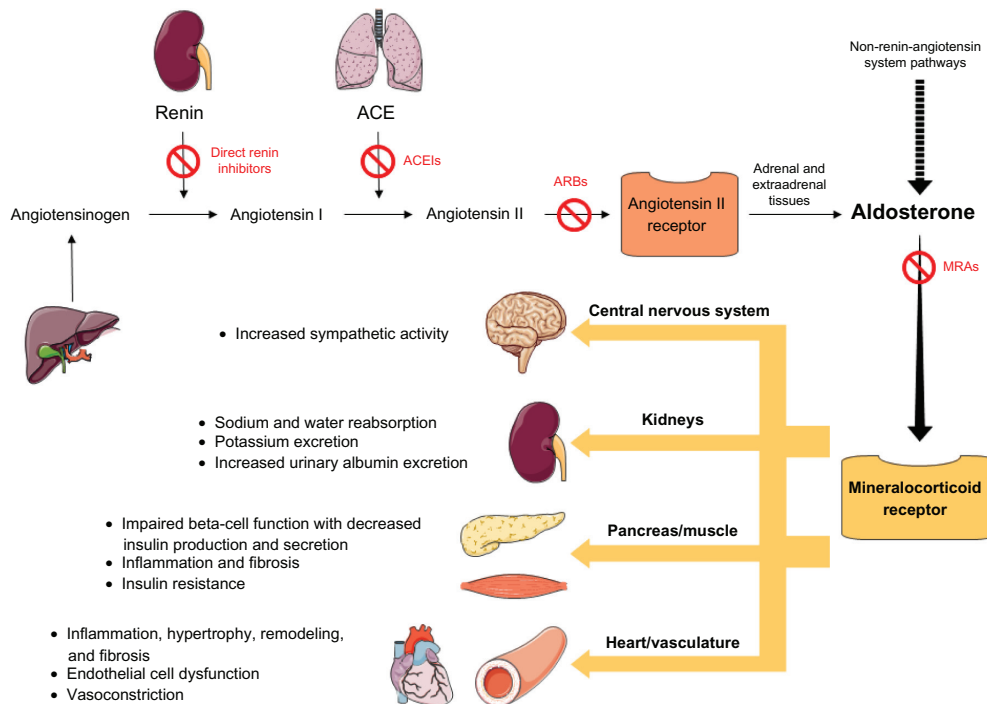 Non-renin-angiotensin
system pathways
Renin
ACE
Direct renin
inhibitors
ACEIs
ARBs
Adrenal and
extraadrenal
tissues
Angiotensinogen
Angiotensin I
Angiotensin II
Angiotensin II
receptor
Aldosterone
MRAs
Central nervous system
• Increased sympathetic activity
Kidneys
• Sodium and water reabsorption
• Potassium excretion
• Increased urinary albumin excretion
Mineralocorticoid
receptor
Pancreas/muscle
• Impaired beta-cell function with decreased
insulin production and secretion
• Inflammation and fibrosis
• Insulin resistance
Heart/vasculature
• Inflammation, hypertrophy, remodeling,
and fibrosis
• Endothelial cell dysfunction
• Vasoconstriction